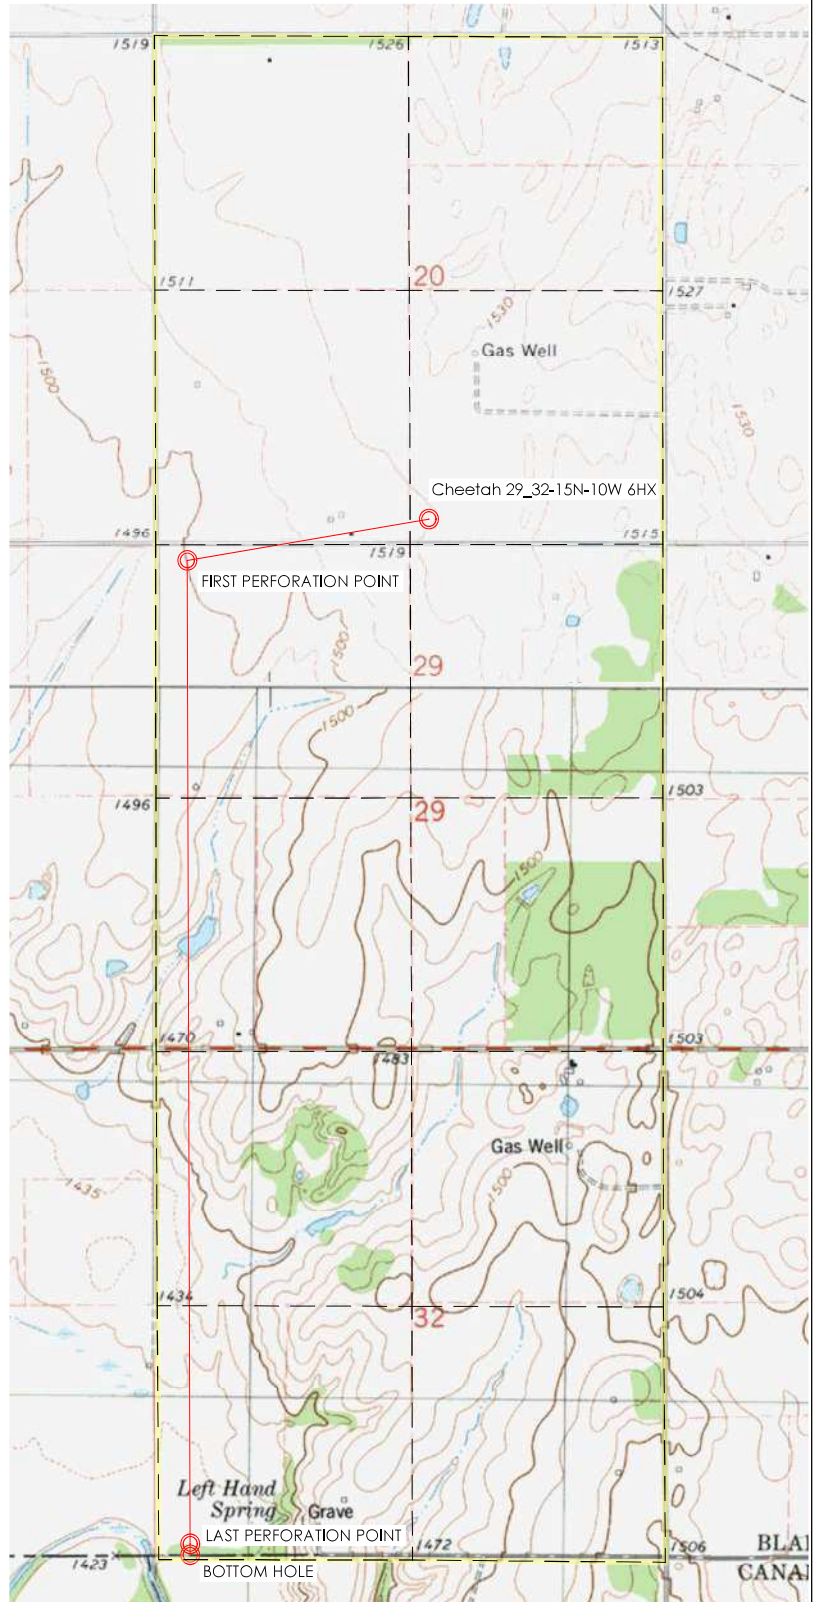 1519
1526
1513
1511
20
1527
1530
Gas Well
1500
1530
Cheetah 29_32-15N-10W 6HX
1496
1519
1515
FIRST PERFORATION POINT
1500
29
1500
1496
29
1503
1500
1470
1483
1503
Gas Well
1435
1500
1434
32
1504
Left Hand
Spring
Grave
LAST PERFORATION POINT
1423
1472
1506
BOTTOM HOLE
BLAI
CANA